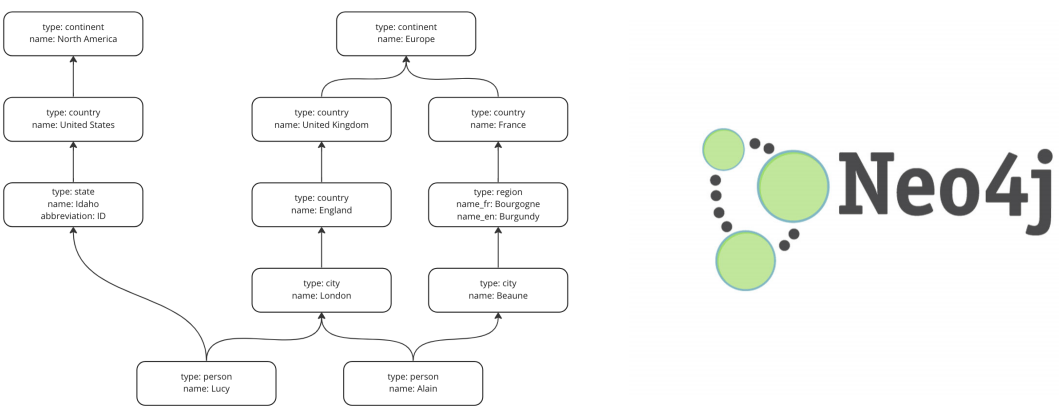 type: continent
name: North America
type: continent
name: Europe
type: country
name: United States
type: country
name: United Kingdom
type: country
name: France
type: state
name: Idaho
abbreviation: ID
type: country
name: England
type: region
name_fr: Bourgogne
name_en: Burgundy
type: city
name: London
type: city
name: Beaune
type: person
name: Lucy
type: person
name: Alain
Neo4j